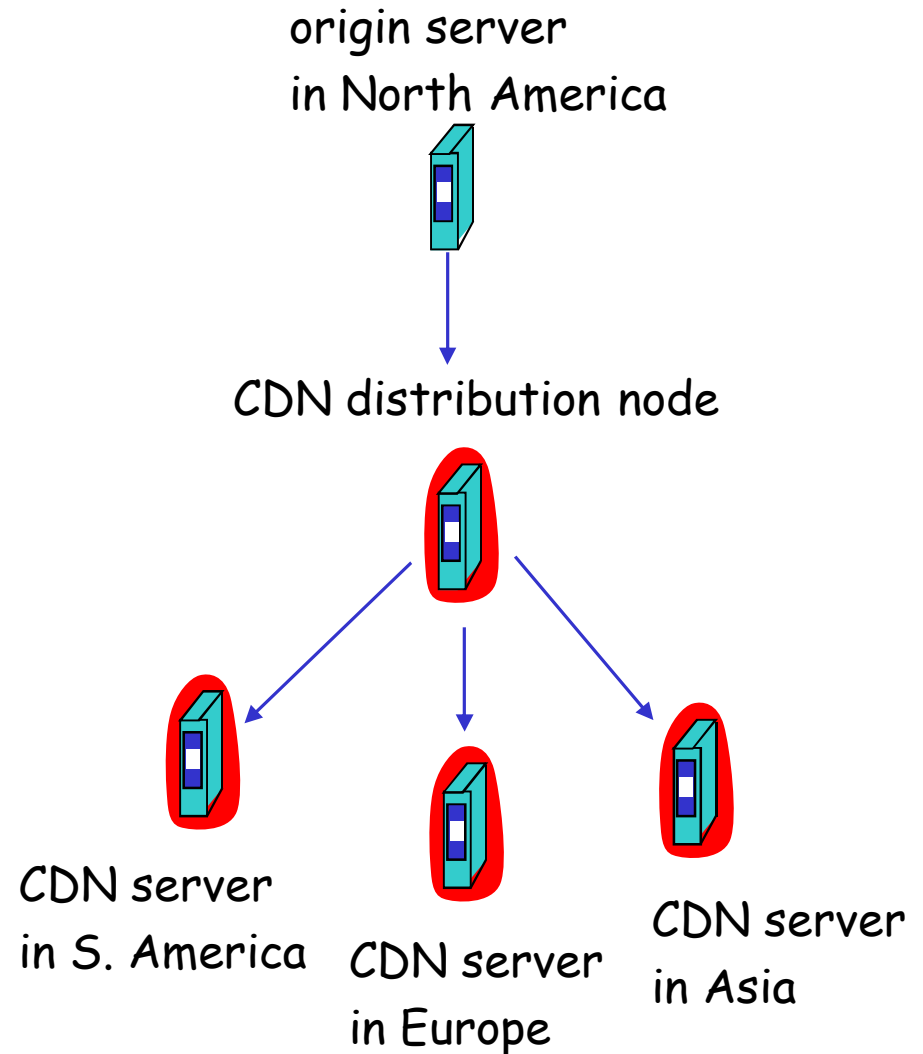 origin server
in North America
CDN distribution node
CDN server
in S. America
CDN server
in Europe
CDN server
in Asia